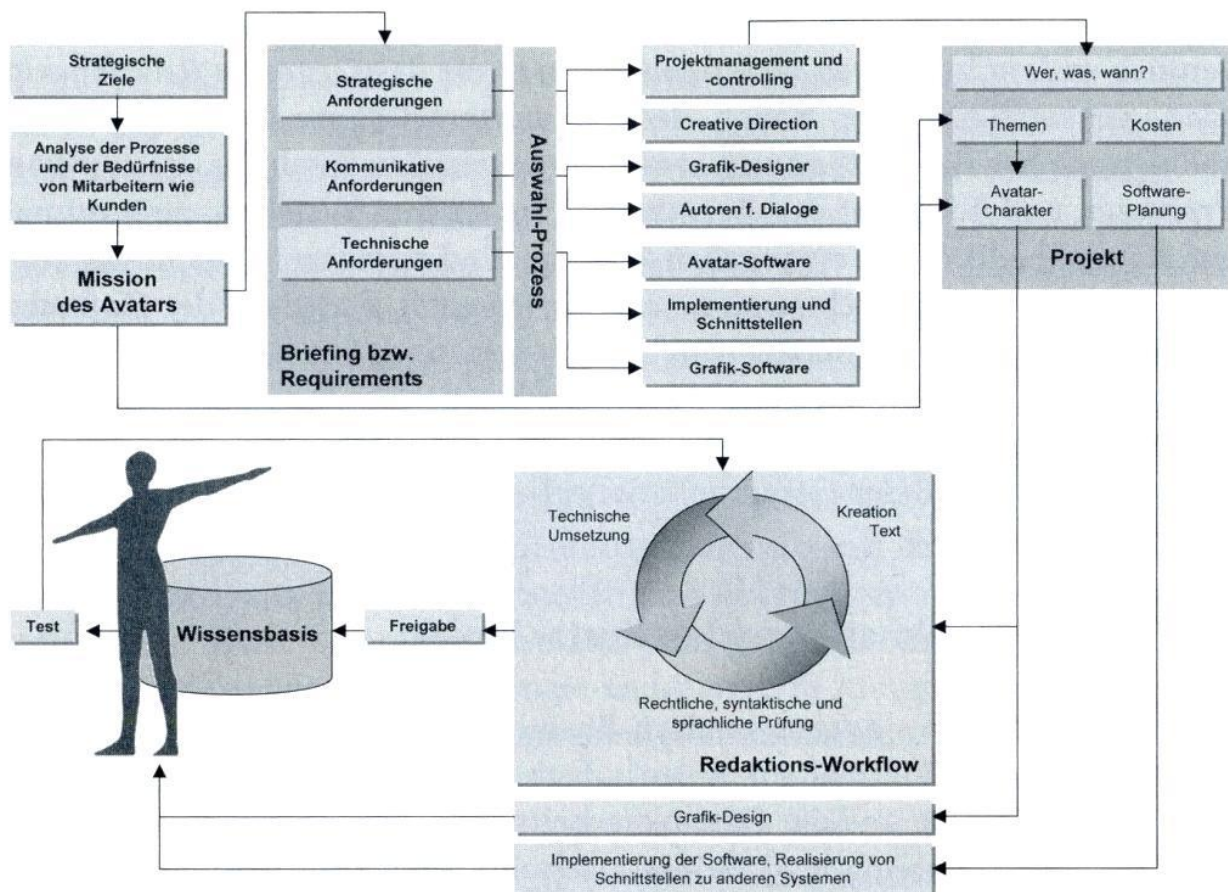 Strategische
Ziele
Analyse der Prozesse
und der Bedürfnisse
von Mitarbeitern wie
Kunden
Mission
des Avatars
Strategische
Anforderungen
Kommunikative
Anforderungen
Technische
Anforderungen
Briefing bzw.
Requirements
Auswahl-Prozess
Projektmanagement und
-controlling
Creative Direction
Grafik-Designer
Autoren f. Dialoge
Avatar-Software
Implementierung und
Schnittstellen
Grafik-Software
Wer, was, wann?
Themen
Kosten
Avatar-
Charakter
Software-
Planung
Projekt
Test
Wissensbasis
Freigabe
Technische
Umsetzung
Kreation
Text
Rechtliche, syntaktische und
sprachliche Prüfung
Redaktions-Workflow
Grafik-Design
Implementierung der Software, Realisierung von
Schnittstellen zu anderen Systemen